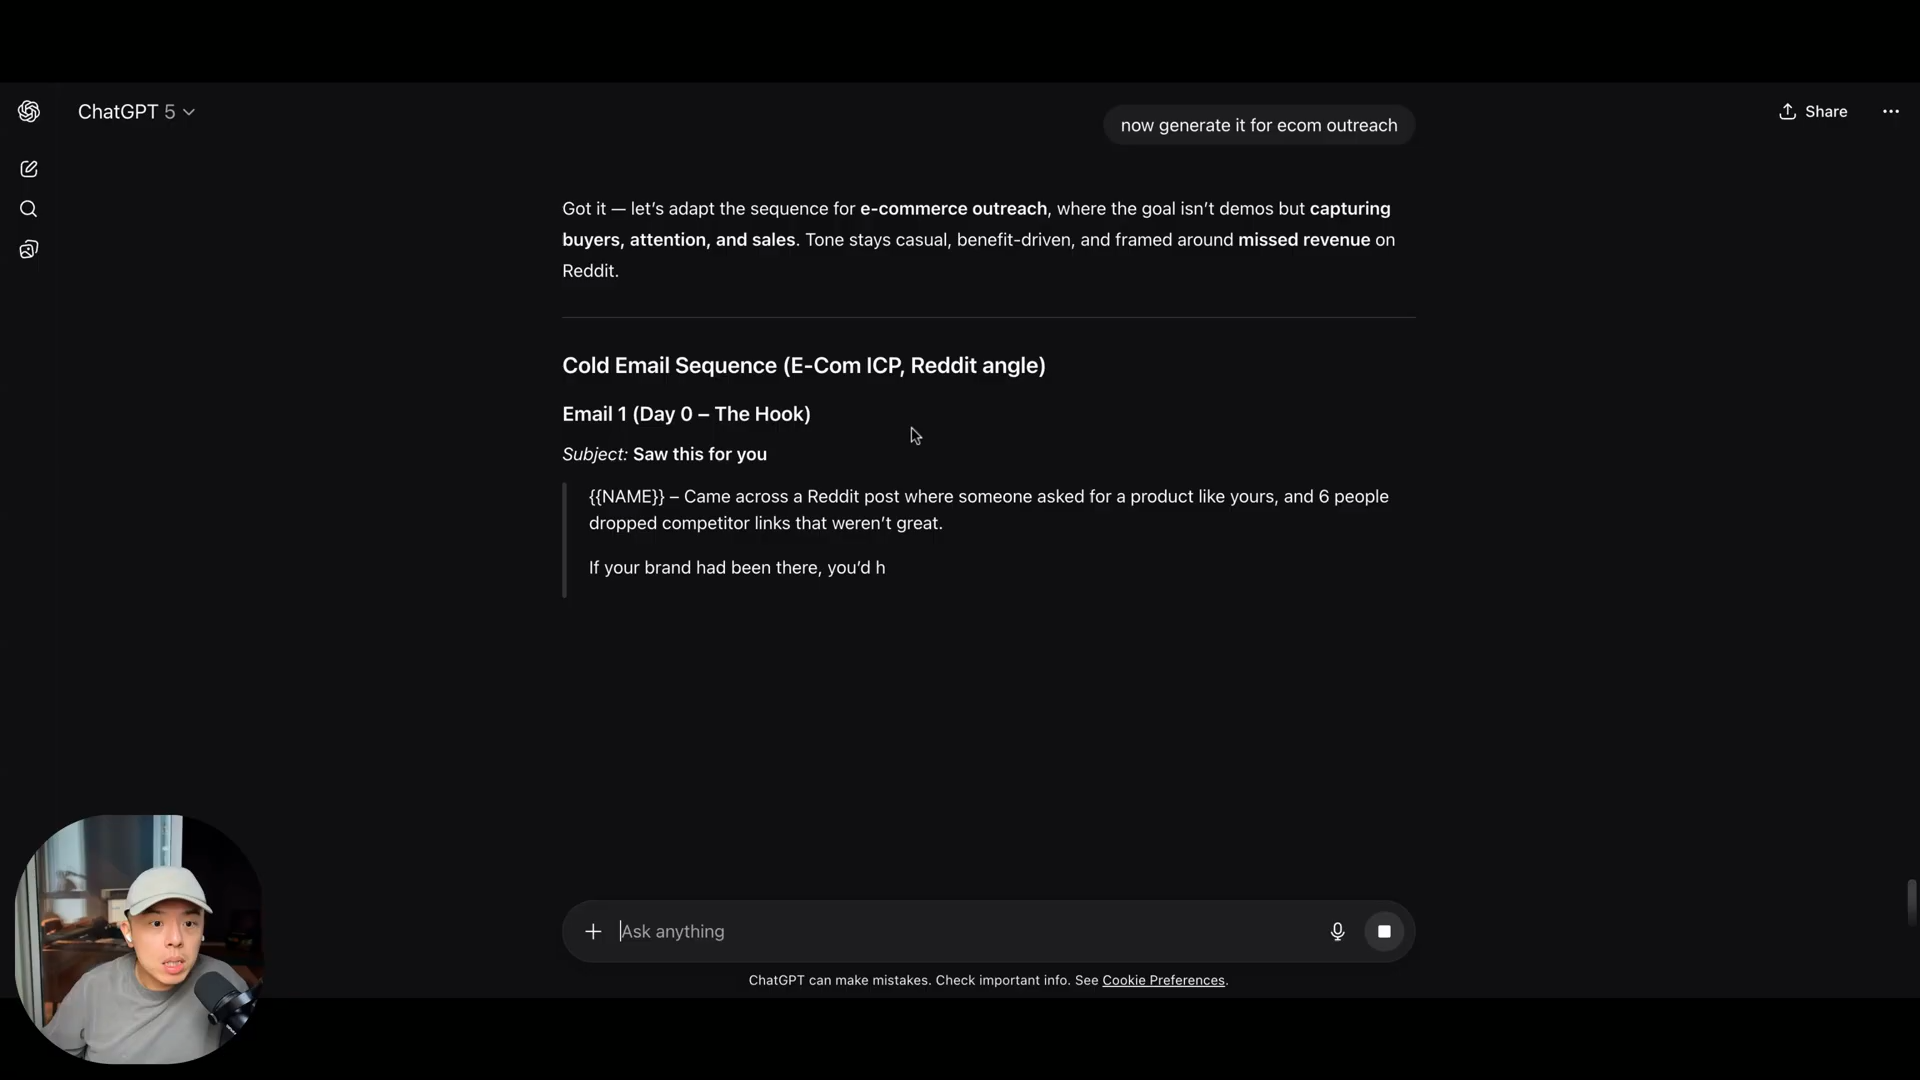 ChatGPT 5
now generate it for ecom outreach
Share
Got it — let’s adapt the sequence for e-commerce outreach, where the goal isn’t demos but capturing
buyers, attention, and sales. Tone stays casual, benefit-driven, and framed around missed revenue on
Reddit.
Cold Email Sequence (E-Com ICP, Reddit angle)
Email 1 (Day 0 – The Hook)
Subject: Saw this for you
{{NAME}} – Came across a Reddit post where someone asked for a product like yours, and 6 people
dropped competitor links that weren’t great.
If your brand had been there, you’d h
Ask anything
ChatGPT can make mistakes. Check important info. See Cookie Preferences.